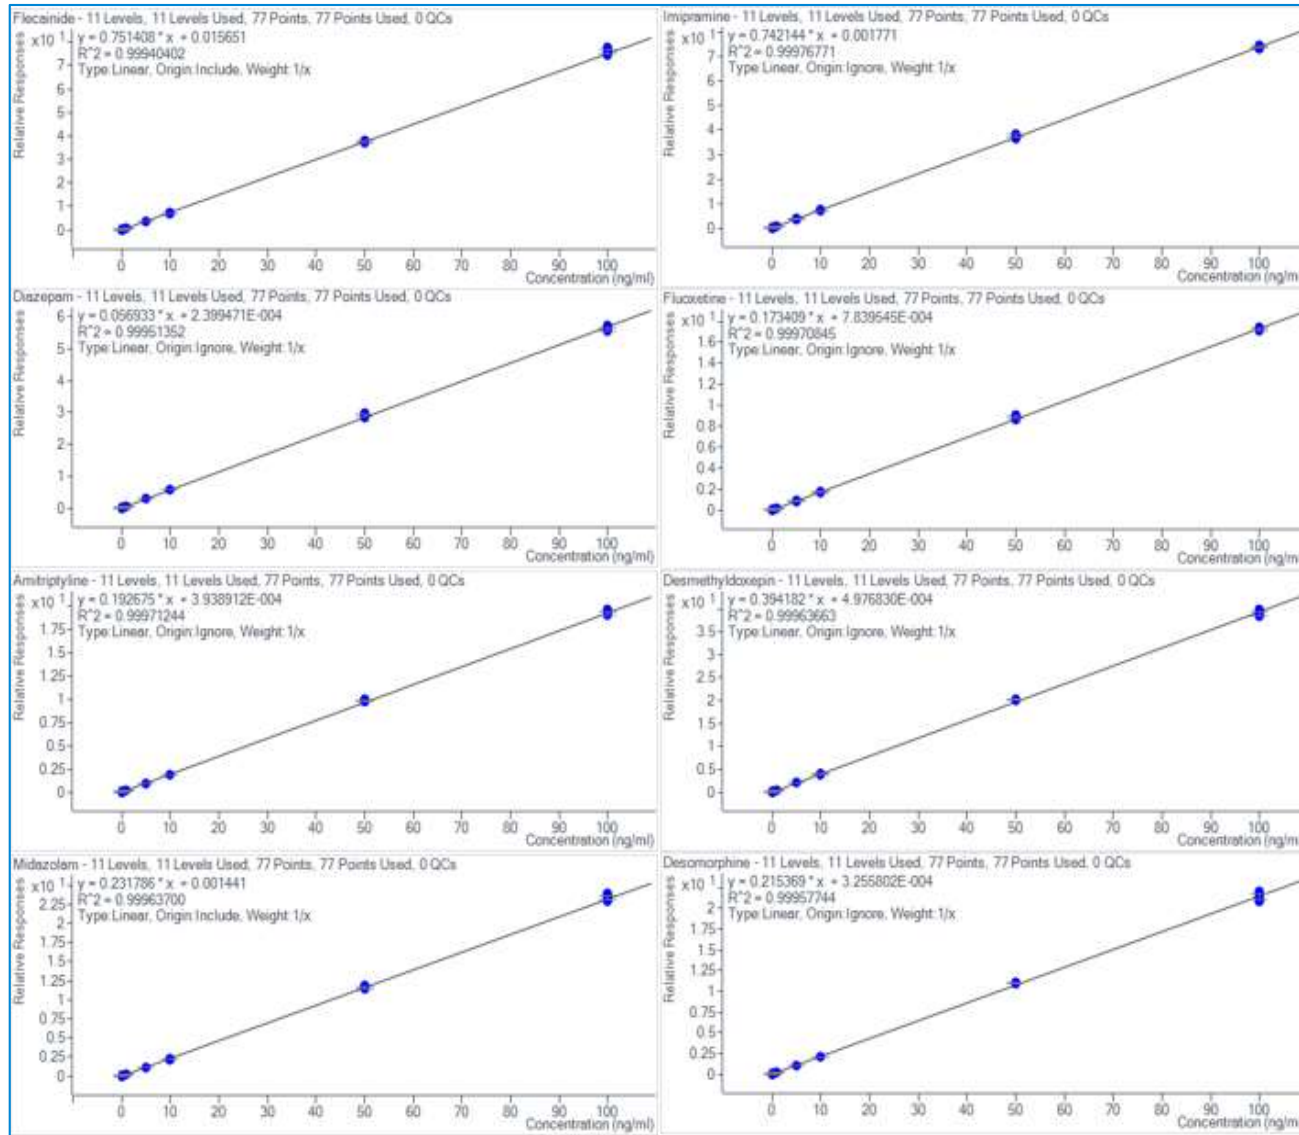 Flecainide - 11 Levels, 11 Levels Used, 77 Points, 77 Points Used, 0 QCs
x10 1
y = 0.751408 * x + 0.015651
R^2 = 0.99940402
Type:Linear, Origin:Include, Weight:1/x
Relative Responses
7
6
5
4
3
2
1
0
0 10 20 30 40 50 60 70 80 90 100
Concentration (ng/ml)
Imipramine - 11 Levels, 11 Levels Used, 77 Points, 77 Points Used, 0 QCs
x10 1
y = 0.742144 * x + 0.001771
R^2 = 0.99976771
Type:Linear, Origin:Ignore, Weight:1/x
Relative Responses
7
6
5
4
3
2
1
0
0 10 20 30 40 50 60 70 80 90 100
Concentration (ng/ml)
Diazepam - 11 Levels, 11 Levels Used, 77 Points, 77 Points Used, 0 QCs
y = 0.056933 * x + 2.399471E-004
R^2 = 0.99951352
Type:Linear, Origin:Ignore, Weight:1/x
Relative Responses
6
5
4
3
2
1
0
0 10 20 30 40 50 60 70 80 90 100
Concentration (ng/ml)
Fluoxetine - 11 Levels, 11 Levels Used, 77 Points, 77 Points Used, 0 QCs
x10 1
y = 0.173409 * x + 7.839545E-004
R^2 = 0.99970845
Type:Linear, Origin:Ignore, Weight:1/x
Relative Responses
1.6
1.4
1.2
1
0.8
0.6
0.4
0.2
0
0 10 20 30 40 50 60 70 80 90 100
Concentration (ng/ml)
Amitriptyline - 11 Levels, 11 Levels Used, 77 Points, 77 Points Used, 0 QCs
x10 1
y = 0.192675 * x + 3.938912E-004
R^2 = 0.99971244
Type:Linear, Origin:Ignore, Weight:1/x
Relative Responses
1.75
1.5
1.25
1
0.75
0.5
0.25
0
0 10 20 30 40 50 60 70 80 90 100
Concentration (ng/ml)
Desmethyldoxepin - 11 Levels, 11 Levels Used, 77 Points, 77 Points Used, 0 QCs
x10 1
y = 0.394182 * x + 4.976830E-004
R^2 = 0.99963663
Type:Linear, Origin:Ignore, Weight:1/x
Relative Responses
3.5
3
2.5
2
1.5
1
0.5
0
0 10 20 30 40 50 60 70 80 90 100
Concentration (ng/ml)
Midazolam - 11 Levels, 11 Levels Used, 77 Points, 77 Points Used, 0 QCs
x10 1
y = 0.231786 * x + 0.001441
R^2 = 0.99963700
Type:Linear, Origin:Include, Weight:1/x
Relative Responses
2.25
2
1.75
1.5
1.25
1
0.75
0.5
0.25
0
0 10 20 30 40 50 60 70 80 90 100
Concentration (ng/ml)
Desomorphine - 11 Levels, 11 Levels Used, 77 Points, 77 Points Used, 0 QCs
x10 1
y = 0.215369 * x + 3.255802E-004
R^2 = 0.99957744
Type:Linear, Origin:Ignore, Weight:1/x
Relative Responses
2
1.75
1.5
1.25
1
0.75
0.5
0.25
0
0 10 20 30 40 50 60 70 80 90 100
Concentration (ng/ml)